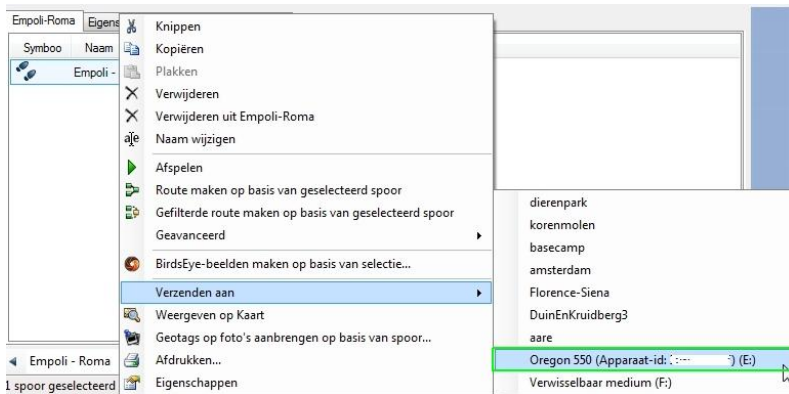 Empoli-Roma
Symboo Naam
Empoli -
Knippen
Kopiëren
Plakken
Verwijderen
Verwijderen uit Empoli-Roma
Naam wijzigen
Afspelen
Route maken op basis van geselecteerd spoor
Gefilterde route maken op basis van geselecteerd spoor
Geavanceerd
BirdsEye-beelden maken op basis van selectie...
Verzenden aan
Weergeven op Kaart
Geotags op foto's aanbrengen op basis van spoor...
Afdrukken...
Eigenschappen
dierenpark
korenmolen
basecamp
amsterdam
Florence-Siena
DuinEnKruidberg3
aare
Oregon 550 (Apparaat-id: ) (E:)
Verwisselbaar medium (F:)
Empoli - Roma
1 spoor geselecteerd